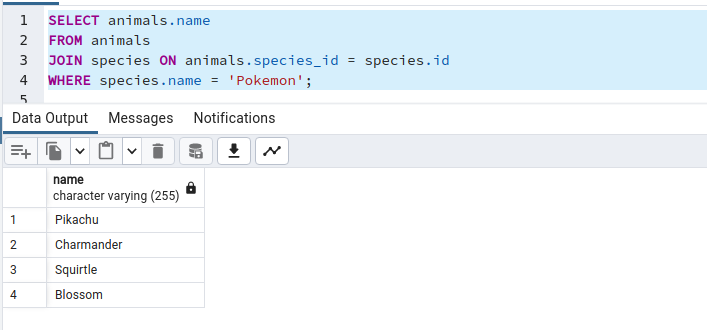 1 SELECT animals.name
2 FROM animals
3 JOIN species ON animals.species_id = species.id
4 WHERE species.name = 'Pokemon';
5
Data Output Messages Notifications
name
character varying (255)
1 Pikachu
2 Charmander
3 Squirtle
4 Blossom